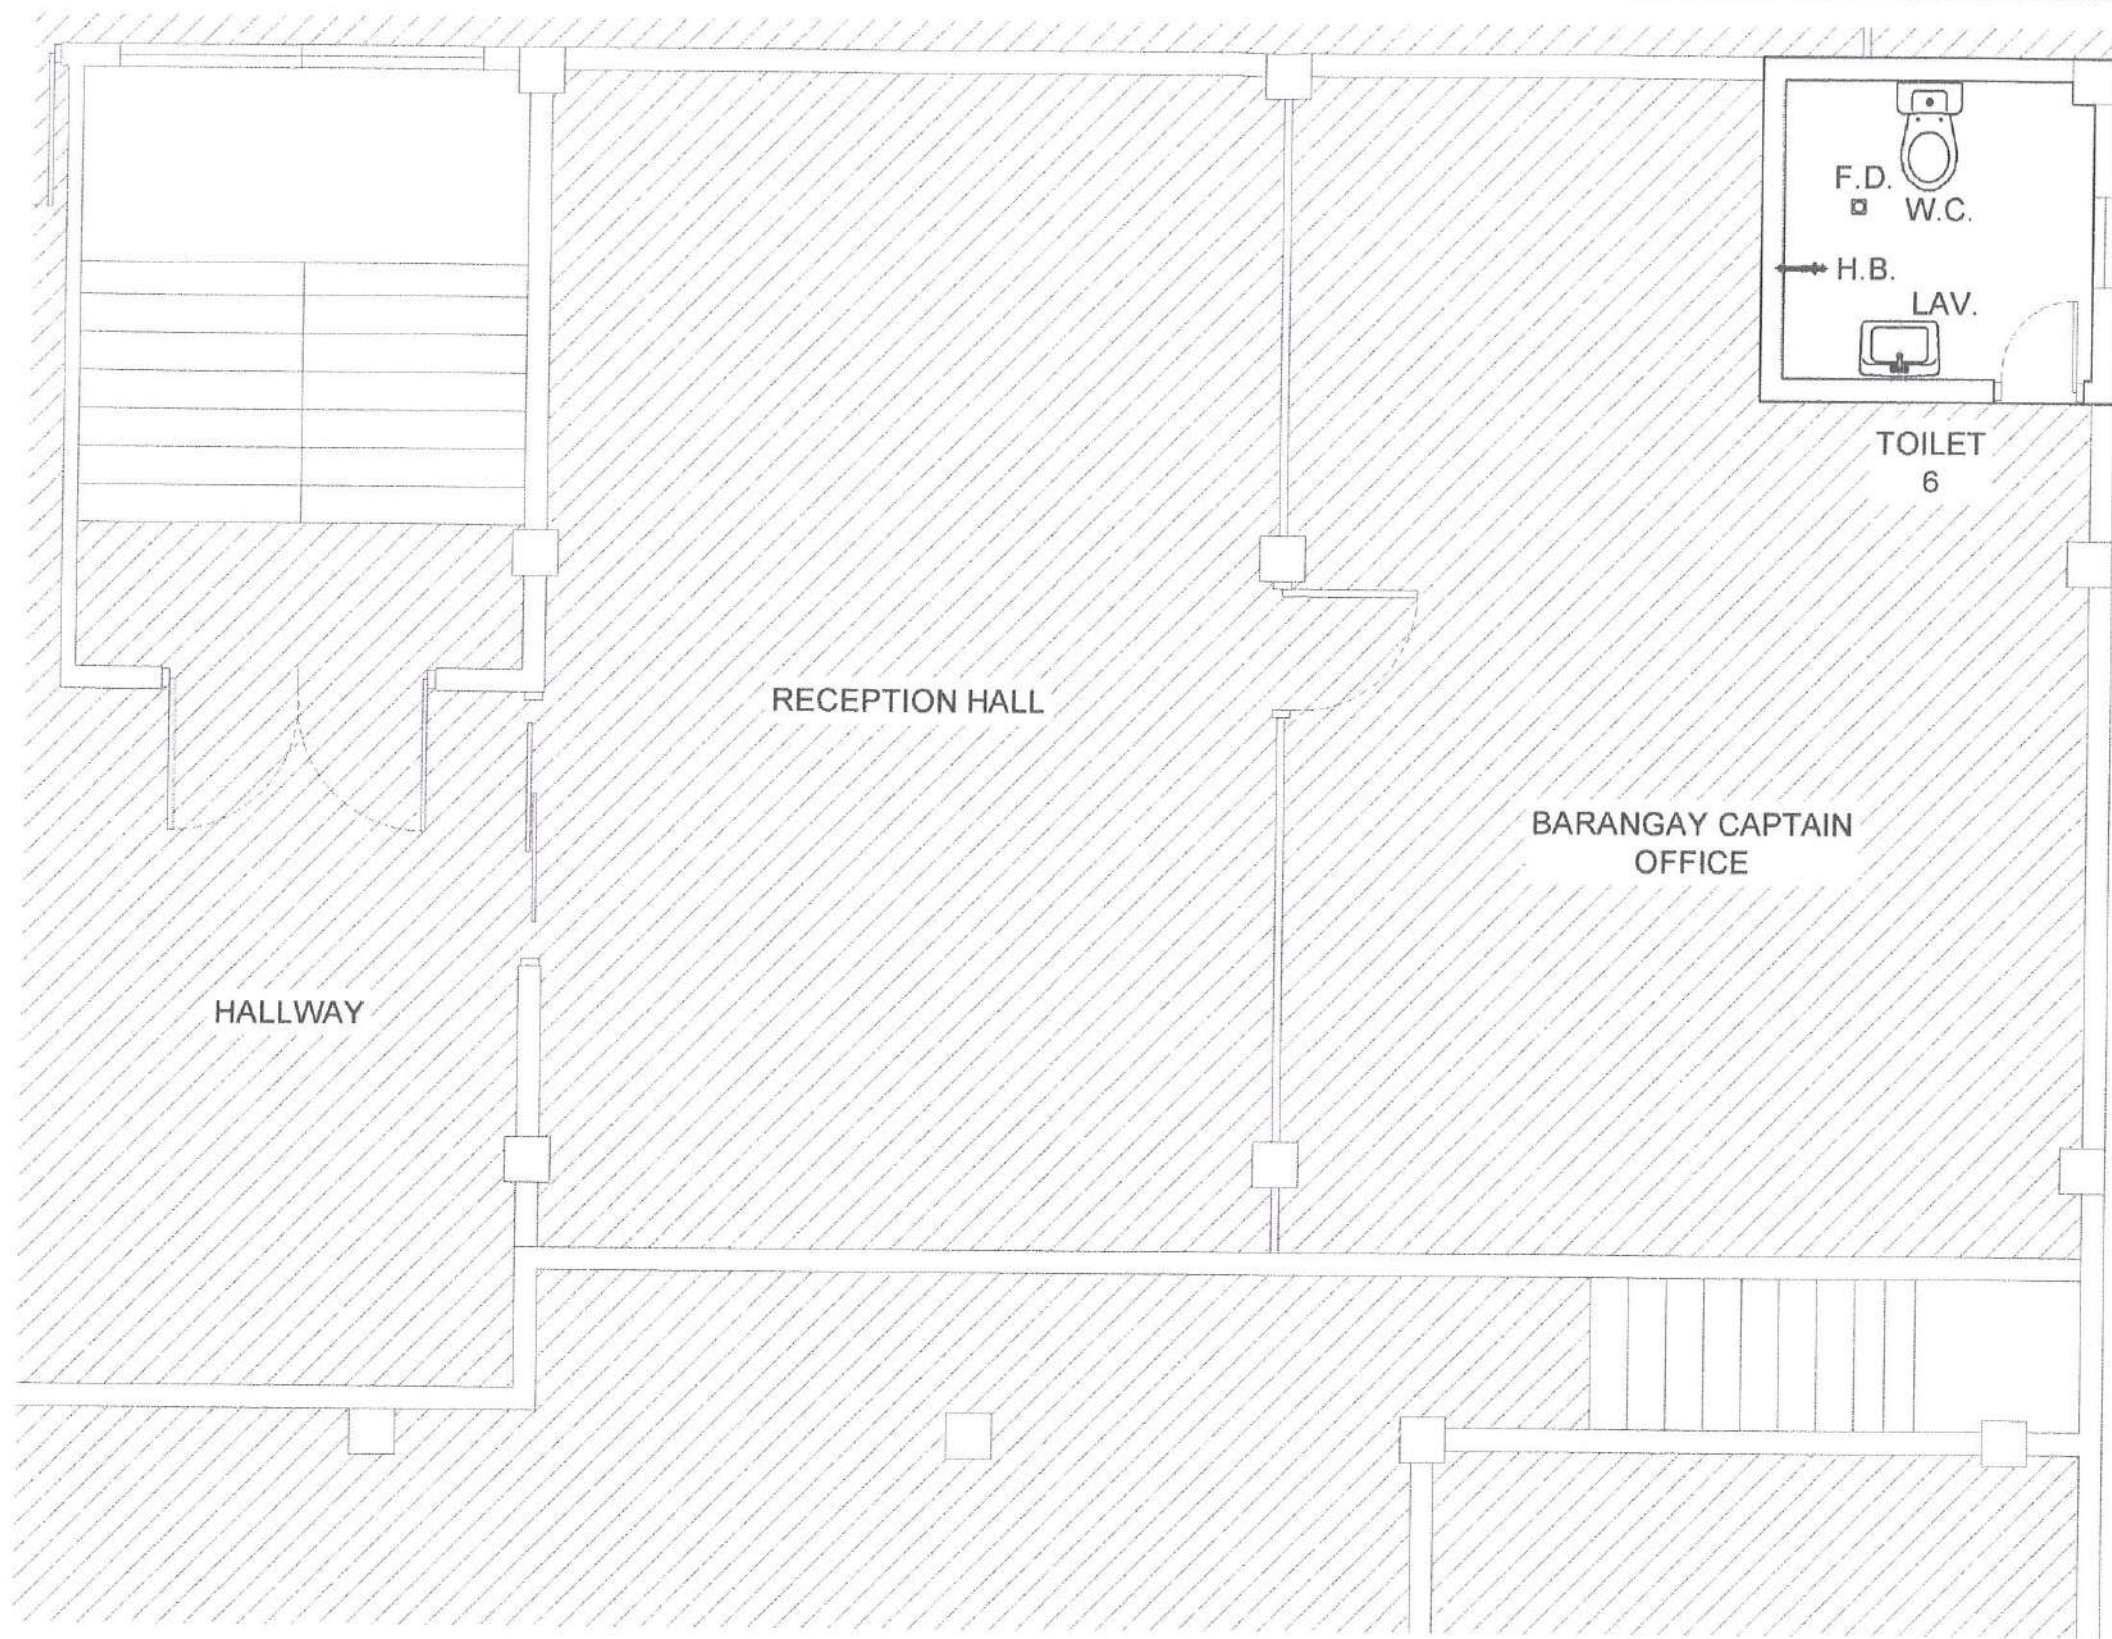 F.D.
W.C.
H.B.
LAV.
TOILET
6
RECEPTION HALL
BARANGAY CAPTAIN
OFFICE
HALLWAY